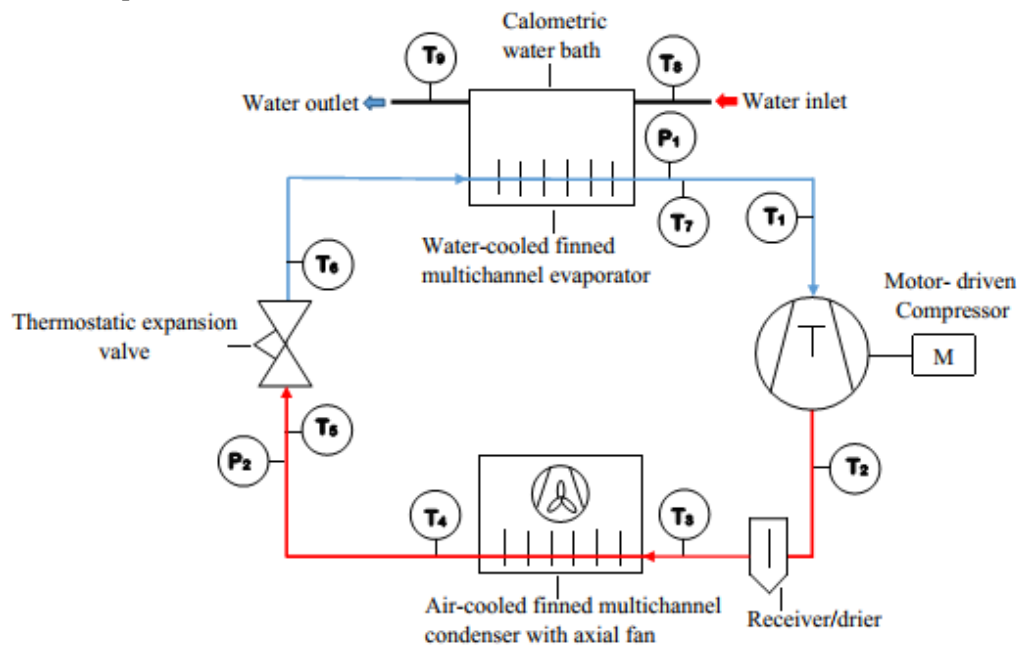 Calometric
water bath
T₉
T₈
Water outlet
Water inlet
P₁
T₇
T₁
Water-cooled finned
multichannel evaporator
T₆
Motor- driven
Compressor
Thermostatic expansion
valve
M
T₅
P₂
T₂
T₄
T₃
Air-cooled finned multichannel
condenser with axial fan
Receiver/drier